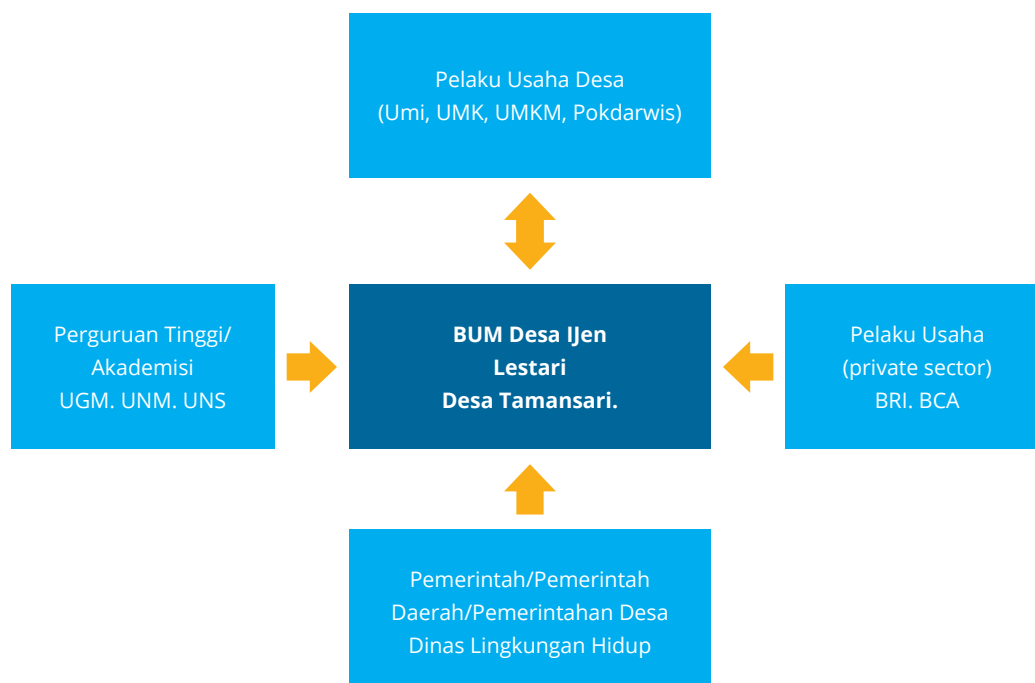 Pelaku Usaha Desa
(Umi, UMK, UMKM, Pokdarwis)
Perguruan Tinggi/
Akademisi
UGM. UNM. UNS
BUM Desa IJen
Lestari
Desa Tamansari.
Pelaku Usaha
(private sector)
BRI. BCA
Pemerintah/Pemerintah
Daerah/Pemerintahan Desa
Dinas Lingkungan Hidup